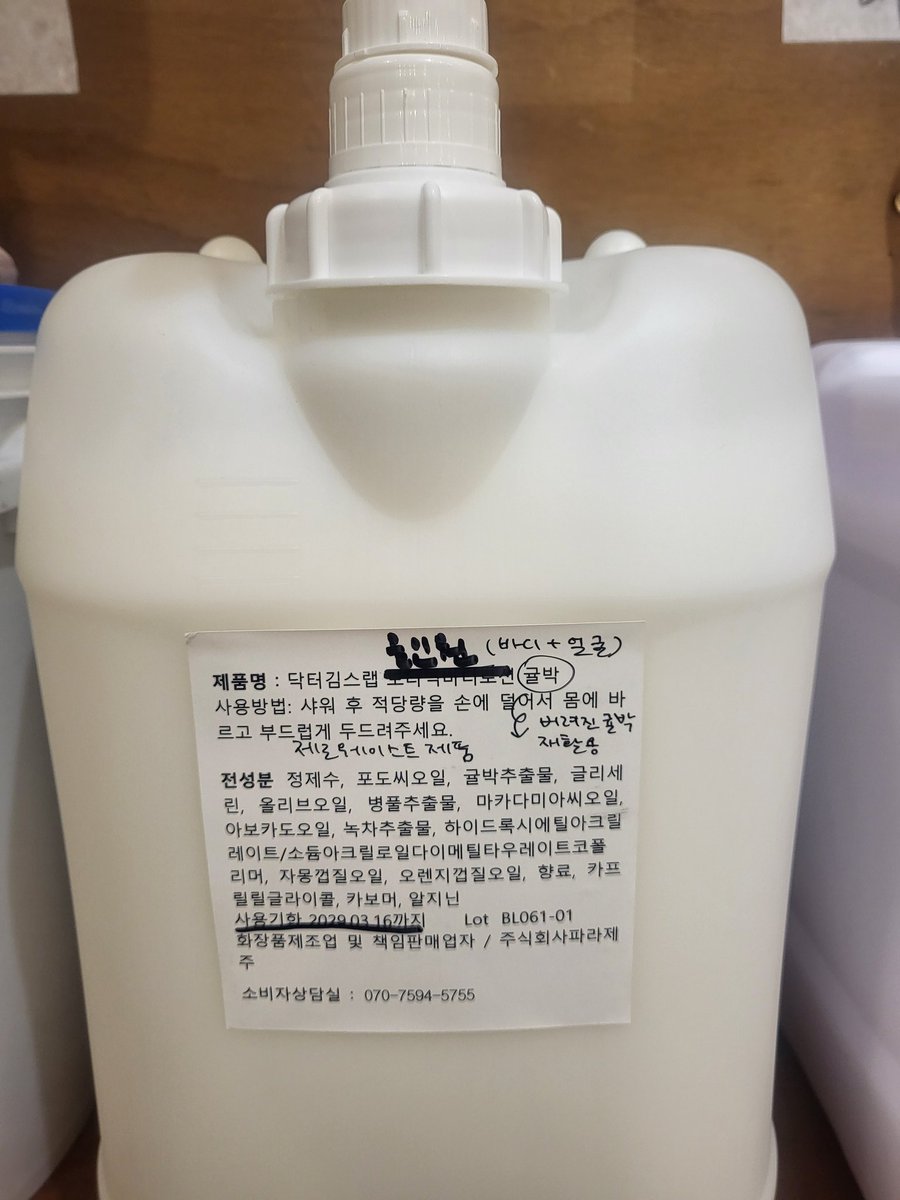 올인원 (바디+얼굴)
제품명 : 닥터김스랩 귤박
사용방법: 샤워 후 적당량을 손에 덜어서 몸에 바
르고 부드럽게 두드려주세요.
버려진 귤박
재활용
제로웨이스트 제품
전성분 정제수, 포도씨오일, 귤박추출물, 글리세
린, 올리브오일, 병풀추출물, 마카다미아씨오일,
아보카도오일, 녹차추출물, 하이드록시에틸아크릴
레이트/소듐아크릴로일다이메틸타우레이트코폴
리머, 자몽껍질오일, 오렌지껍질오일, 향료, 카프
릴릴글라이콜, 카보머, 알지닌
사용기한 2029.03.16까지 Lot BL061-01
화장품제조업 및 책임판매업자 / 주식회사파라제
주
소비자상담실 : 070-7594-5755